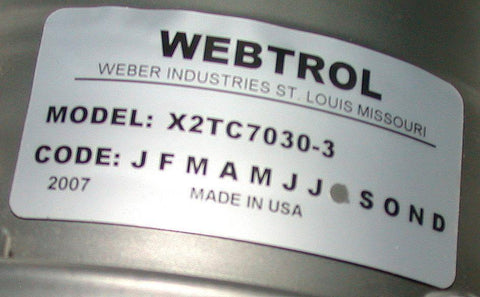 WEBTROL
WEBER INDUSTRIES ST. LOUIS MISSOURI
MODEL: X2TC7030-3
CODE: J F M A M J J S O N D
2007 MADE IN USA